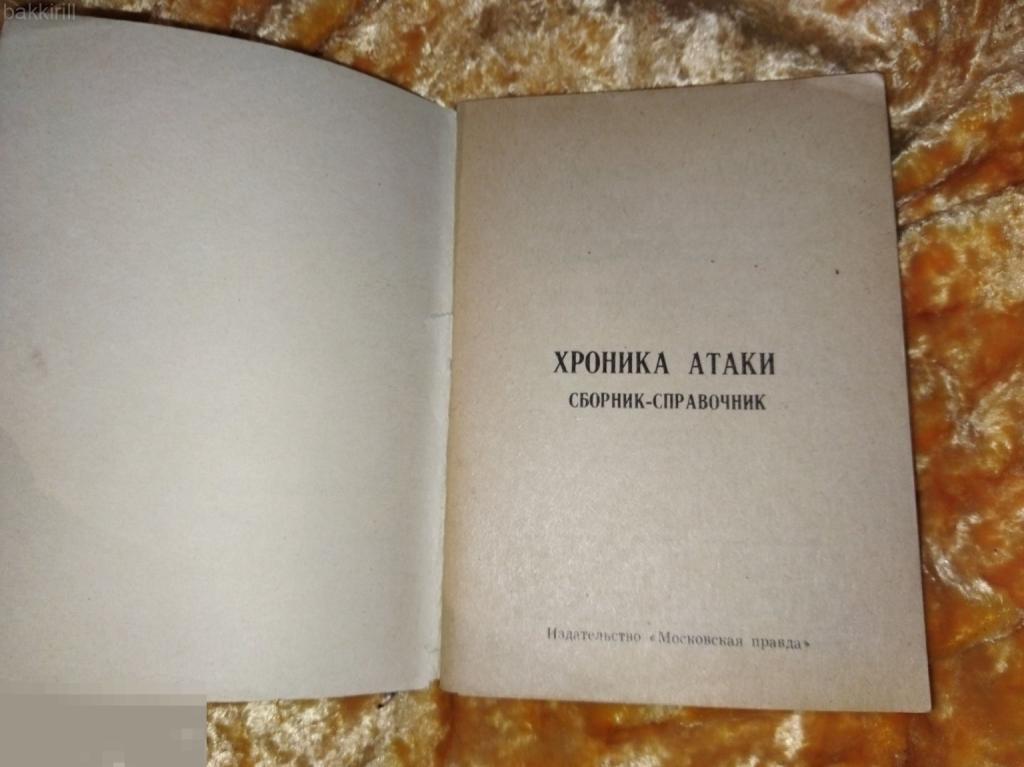 bakkirill
ХРОНИКА АТАКИ
СБОРНИК-СПРАВОЧНИК
Издательство «Московская правда»